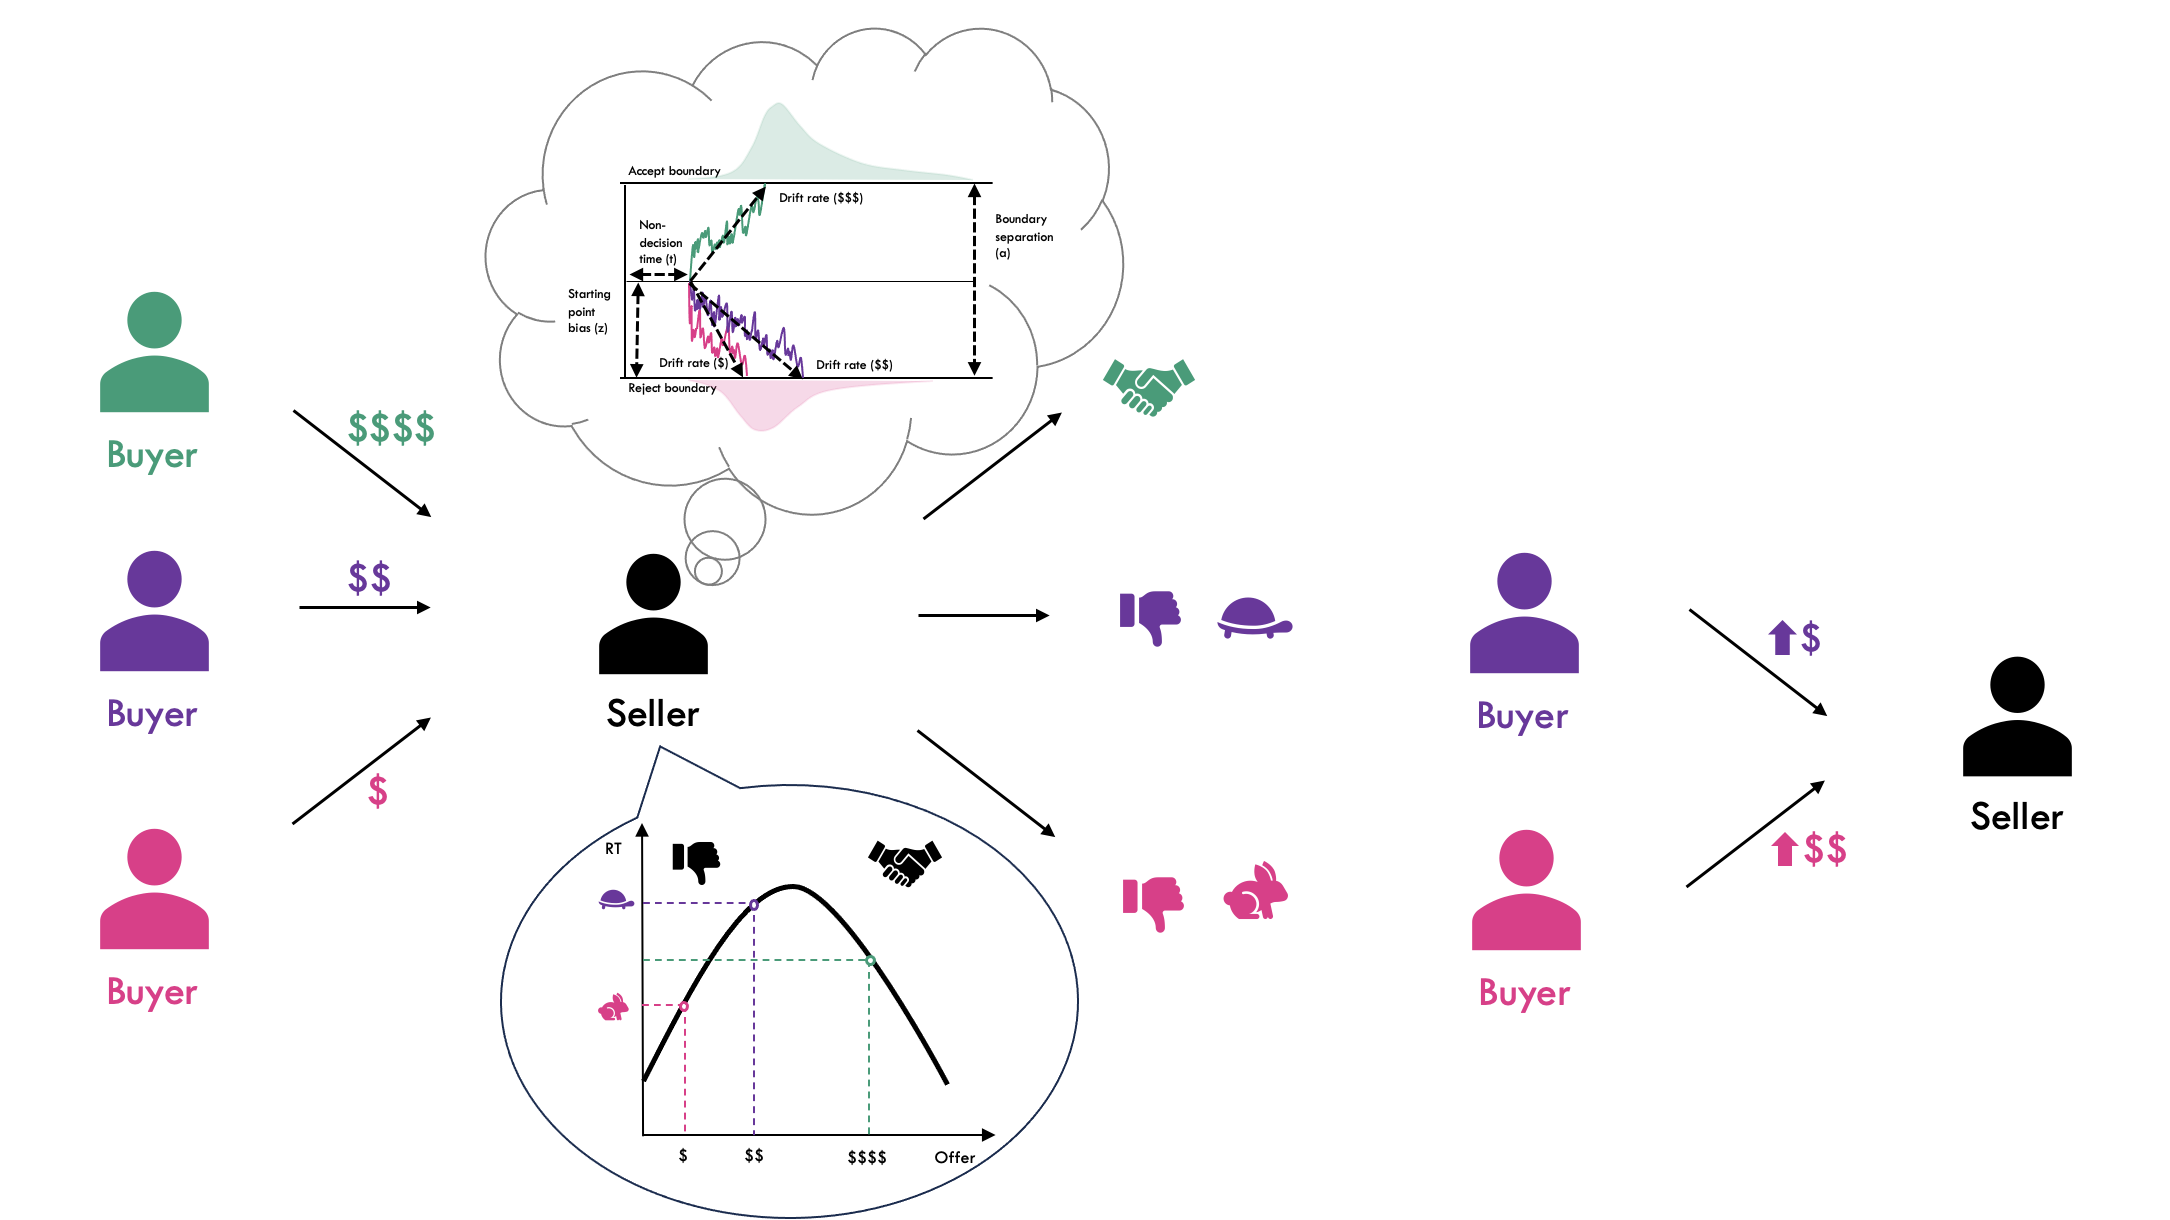 Accept boundary
Drift rate ($$$)
Non-
decision
time (t)
Boundary
separation
(a)
Starting
point
bias (z)
Drift rate ($)
Drift rate ($$)
Reject boundary
$$$$
Buyer
$$
Buyer
$
Buyer
Seller
RT
$
$$
$$$$
Offer
Buyer
$
Buyer
$$
Seller